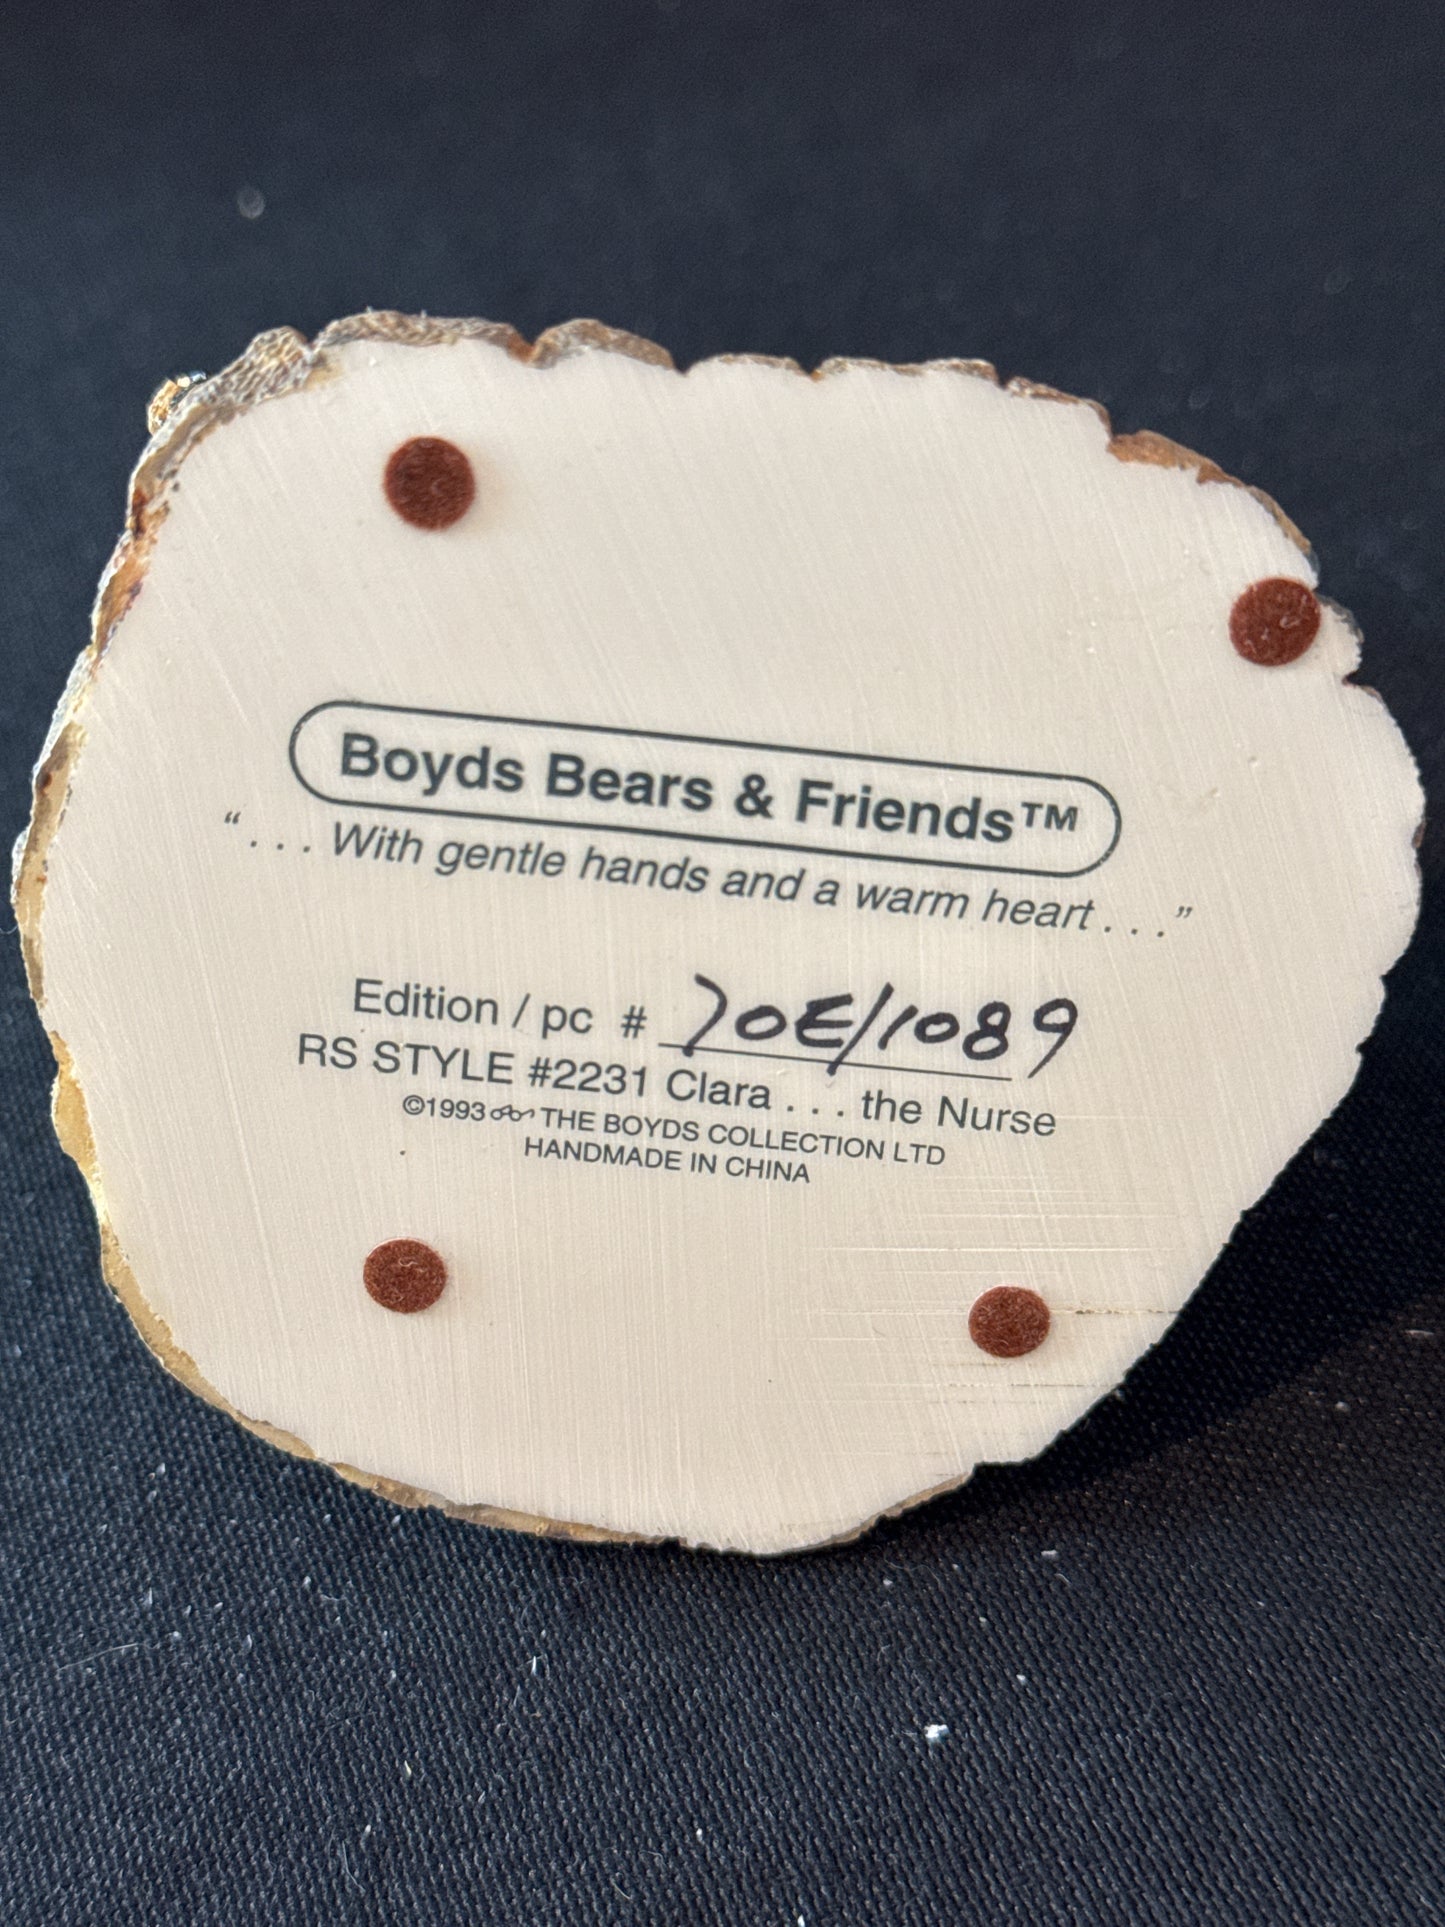 Boyds Bears & Friends™
“. . . With gentle hands and a warm heart . . .”
Edition / pc # 70E/1089
RS STYLE #2231 Clara . . . the Nurse
©1993 THE BOYDS COLLECTION LTD
HANDMADE IN CHINA